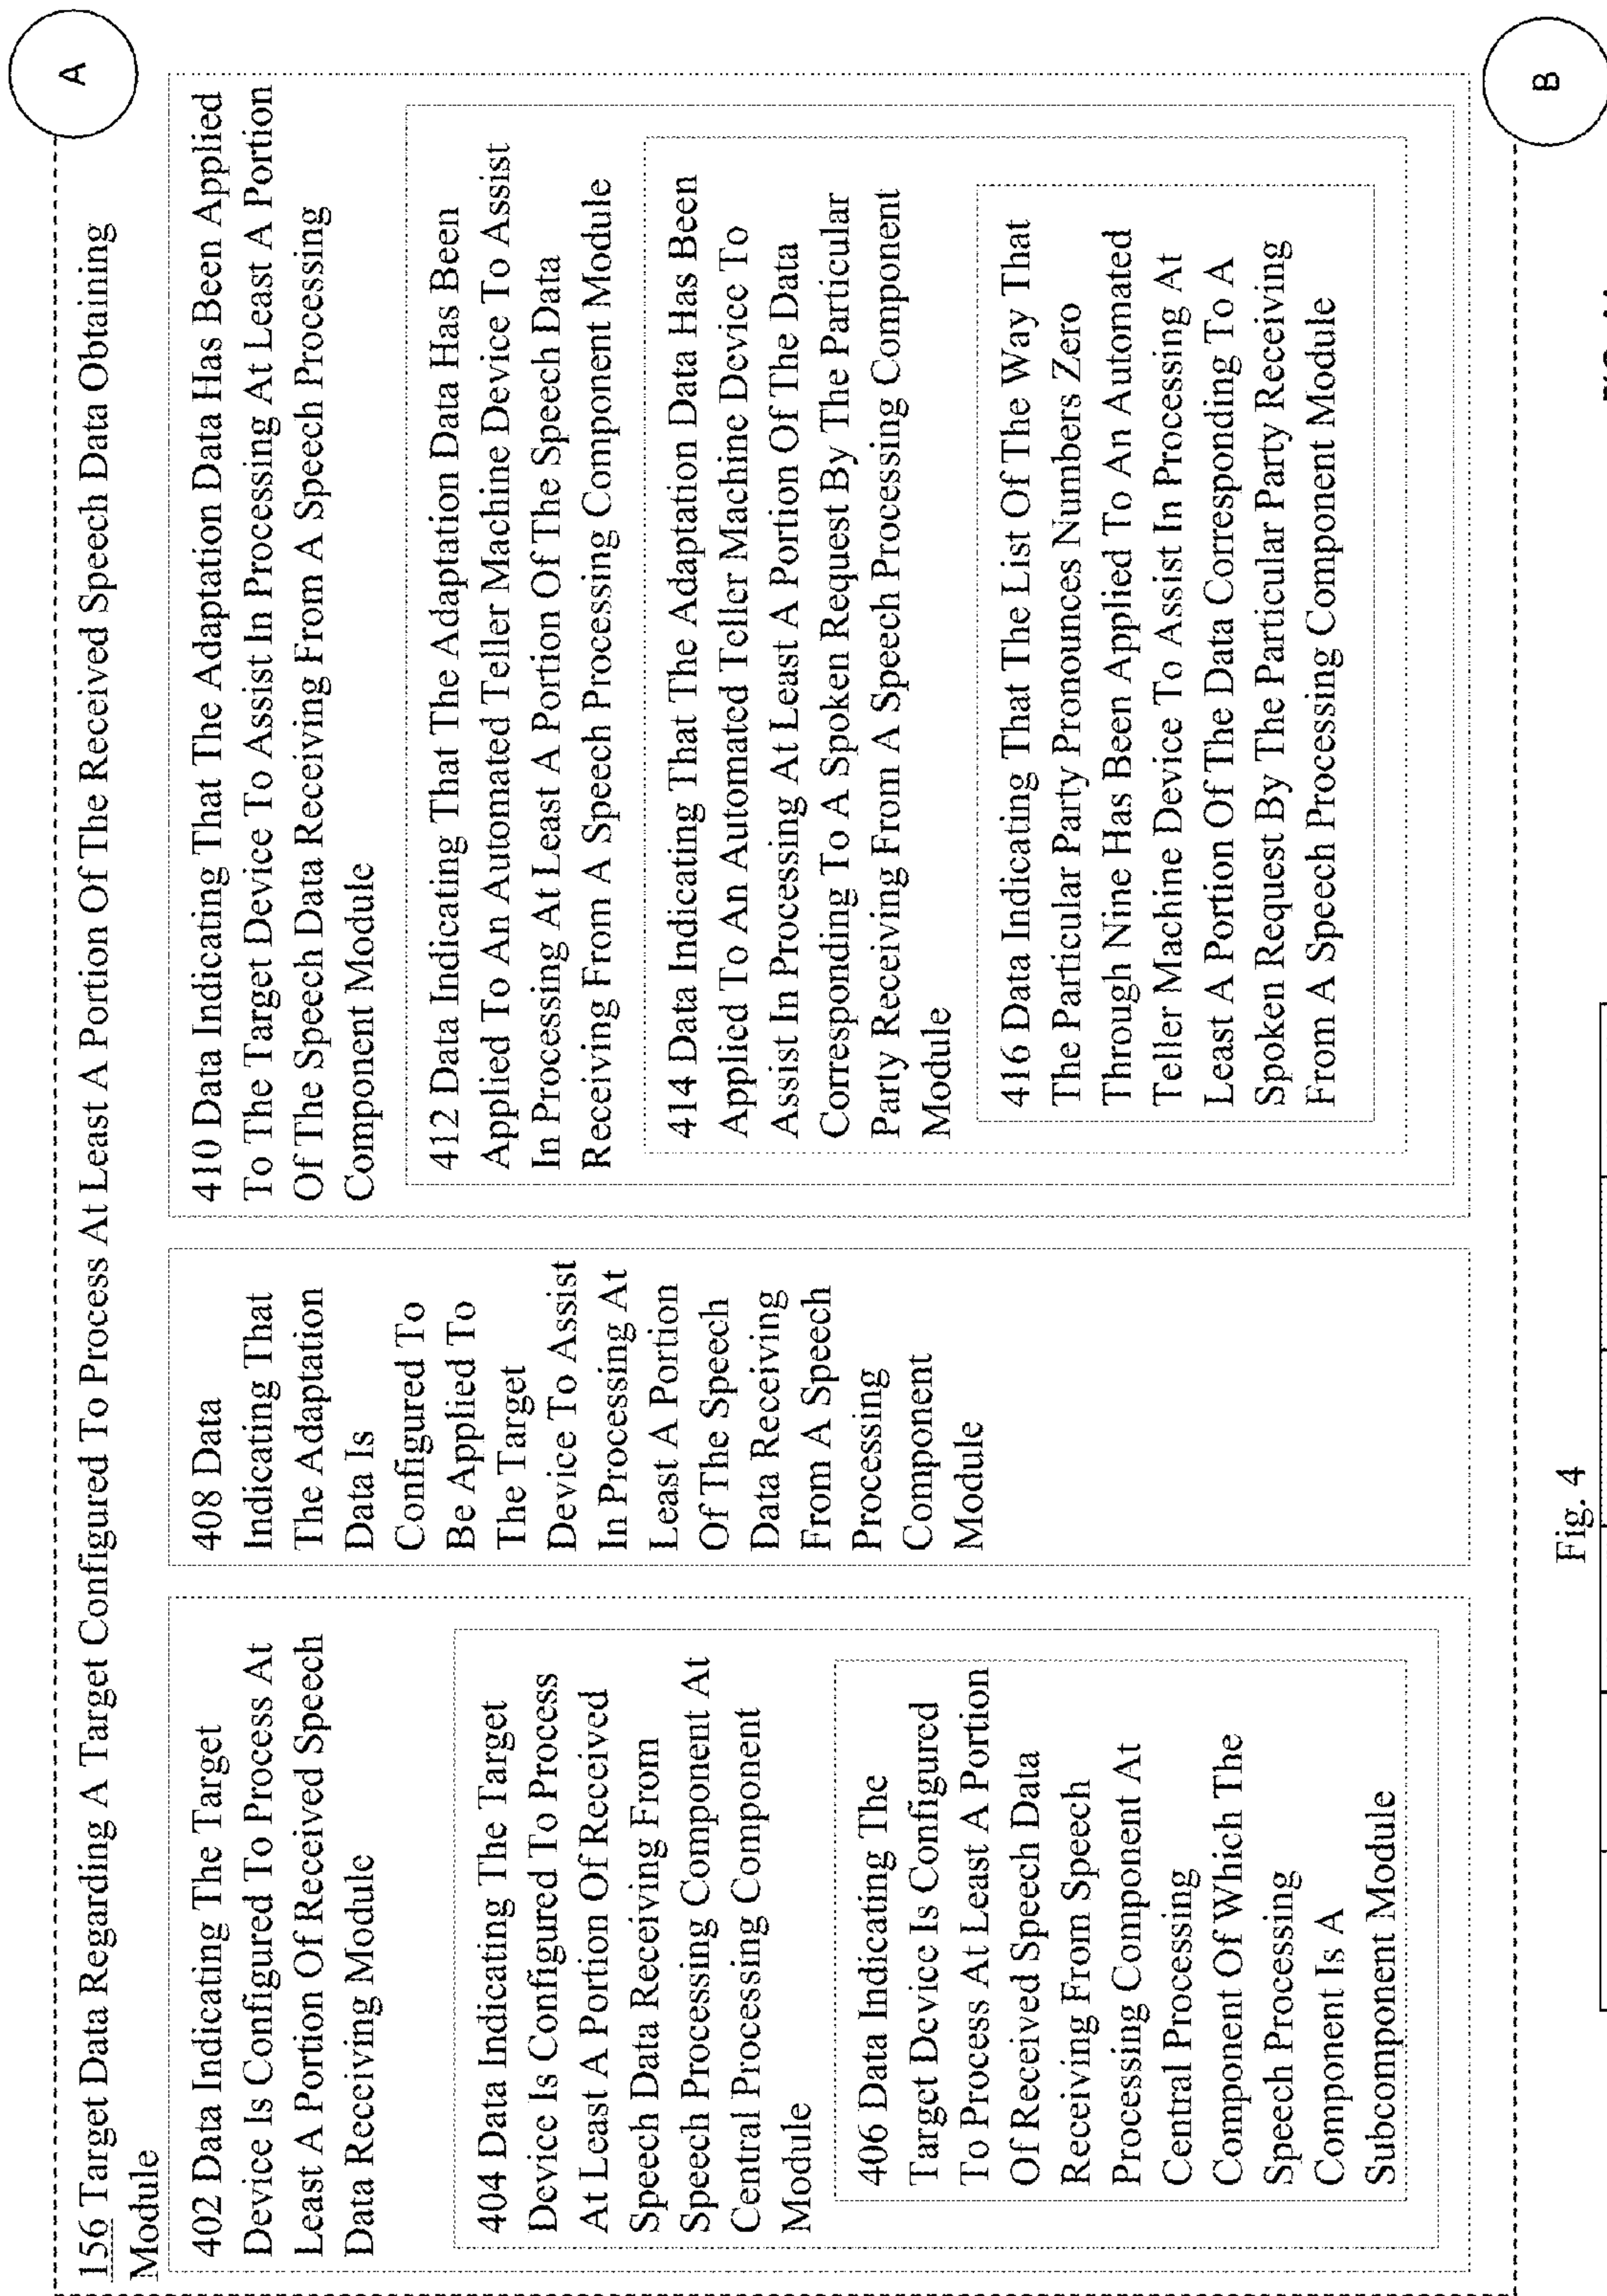 156 Target Data Regarding A Target Configured To Process At Least A Portion Of The Received Speech Data Obtaining
Module
A
402 Data Indicating The Target
Device Is Configured To Process At
Least A Portion Of Received Speech
Data Receiving Module
404 Data Indicating The Target
Device Is Configured To Process
At Least A Portion Of Received
Speech Data Receiving From
Speech Processing Component At
Central Processing Component
Module
406 Data Indicating The
Target Device Is Configured
To Process At Least A Portion
Of Received Speech Data
Receiving From Speech
Processing Component At
Central Processing
Component Of Which The
Speech Processing
Component Is A
Subcomponent Module
408 Data
Indicating That
The Adaptation
Data Is
Configured To
Be Applied To
The Target
Device To Assist
In Processing At
Least A Portion
Of The Speech
Data Receiving
From A Speech
Processing
Component
Module
410 Data Indicating That The Adaptation Data Has Been Applied
To The Target Device To Assist In Processing At Least A Portion
Of The Speech Data Receiving From A Speech Processing
Component Module
412 Data Indicating That The Adaptation Data Has Been
Applied To An Automated Teller Machine Device To Assist
In Processing At Least A Portion Of The Speech Data
Receiving From A Speech Processing Component Module
414 Data Indicating That The Adaptation Data Has Been
Applied To An Automated Teller Machine Device To
Assist In Processing At Least A Portion Of The Data
Corresponding To A Spoken Request By The Particular
Party Receiving From A Speech Processing Component
Module
416 Data Indicating That The List Of The Way That
The Particular Party Pronounces Numbers Zero
Through Nine Has Been Applied To An Automated
Teller Machine Device To Assist In Processing At
Least A Portion Of The Data Corresponding To A
Spoken Request By The Particular Party Receiving
From A Speech Processing Component Module
B
Fig. 4